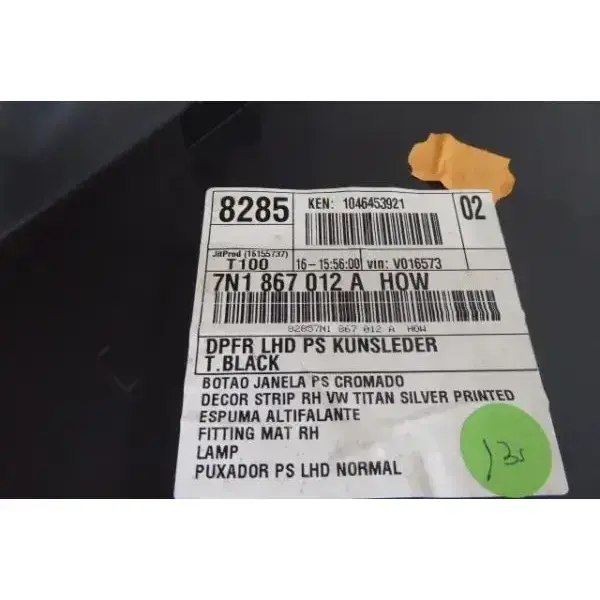 8285
KEN: 1046453921
02
JitProd (16155737)
T100
16-15:56:00
vin: V016573
7N1 867 012 A HOW
82857N1 867 012 A HOW
DPFR LHD PS KUNSLEDER
T.BLACK
BOTAO JANELA PS CROMADO
DECOR STRIP RH VW TITAN SILVER PRINTED
ESPUMA ALTIFALANTE
FITTING MAT RH
LAMP
PUXADOR PS LHD NORMAL